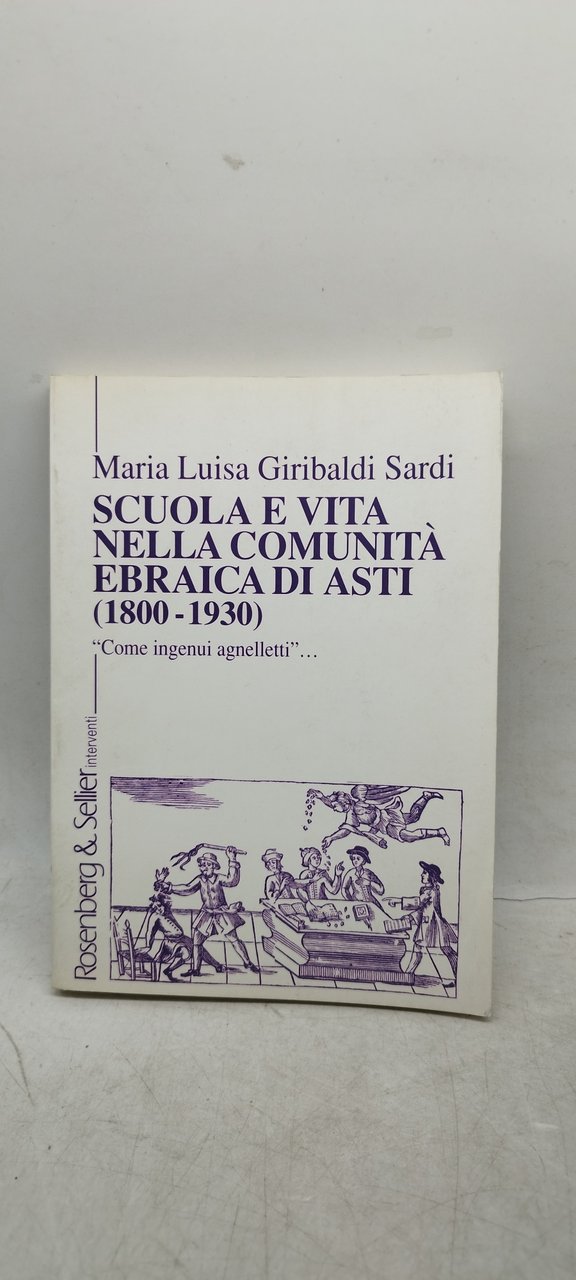 Maria Luisa Giribaldi Sardi
SCUOLA E VITA
NELLA COMUNITÀ
EBRAICA DI ASTI
(1800-1930)
“Come ingenui agnelletti”...
Rosenberg & Sellier interventi